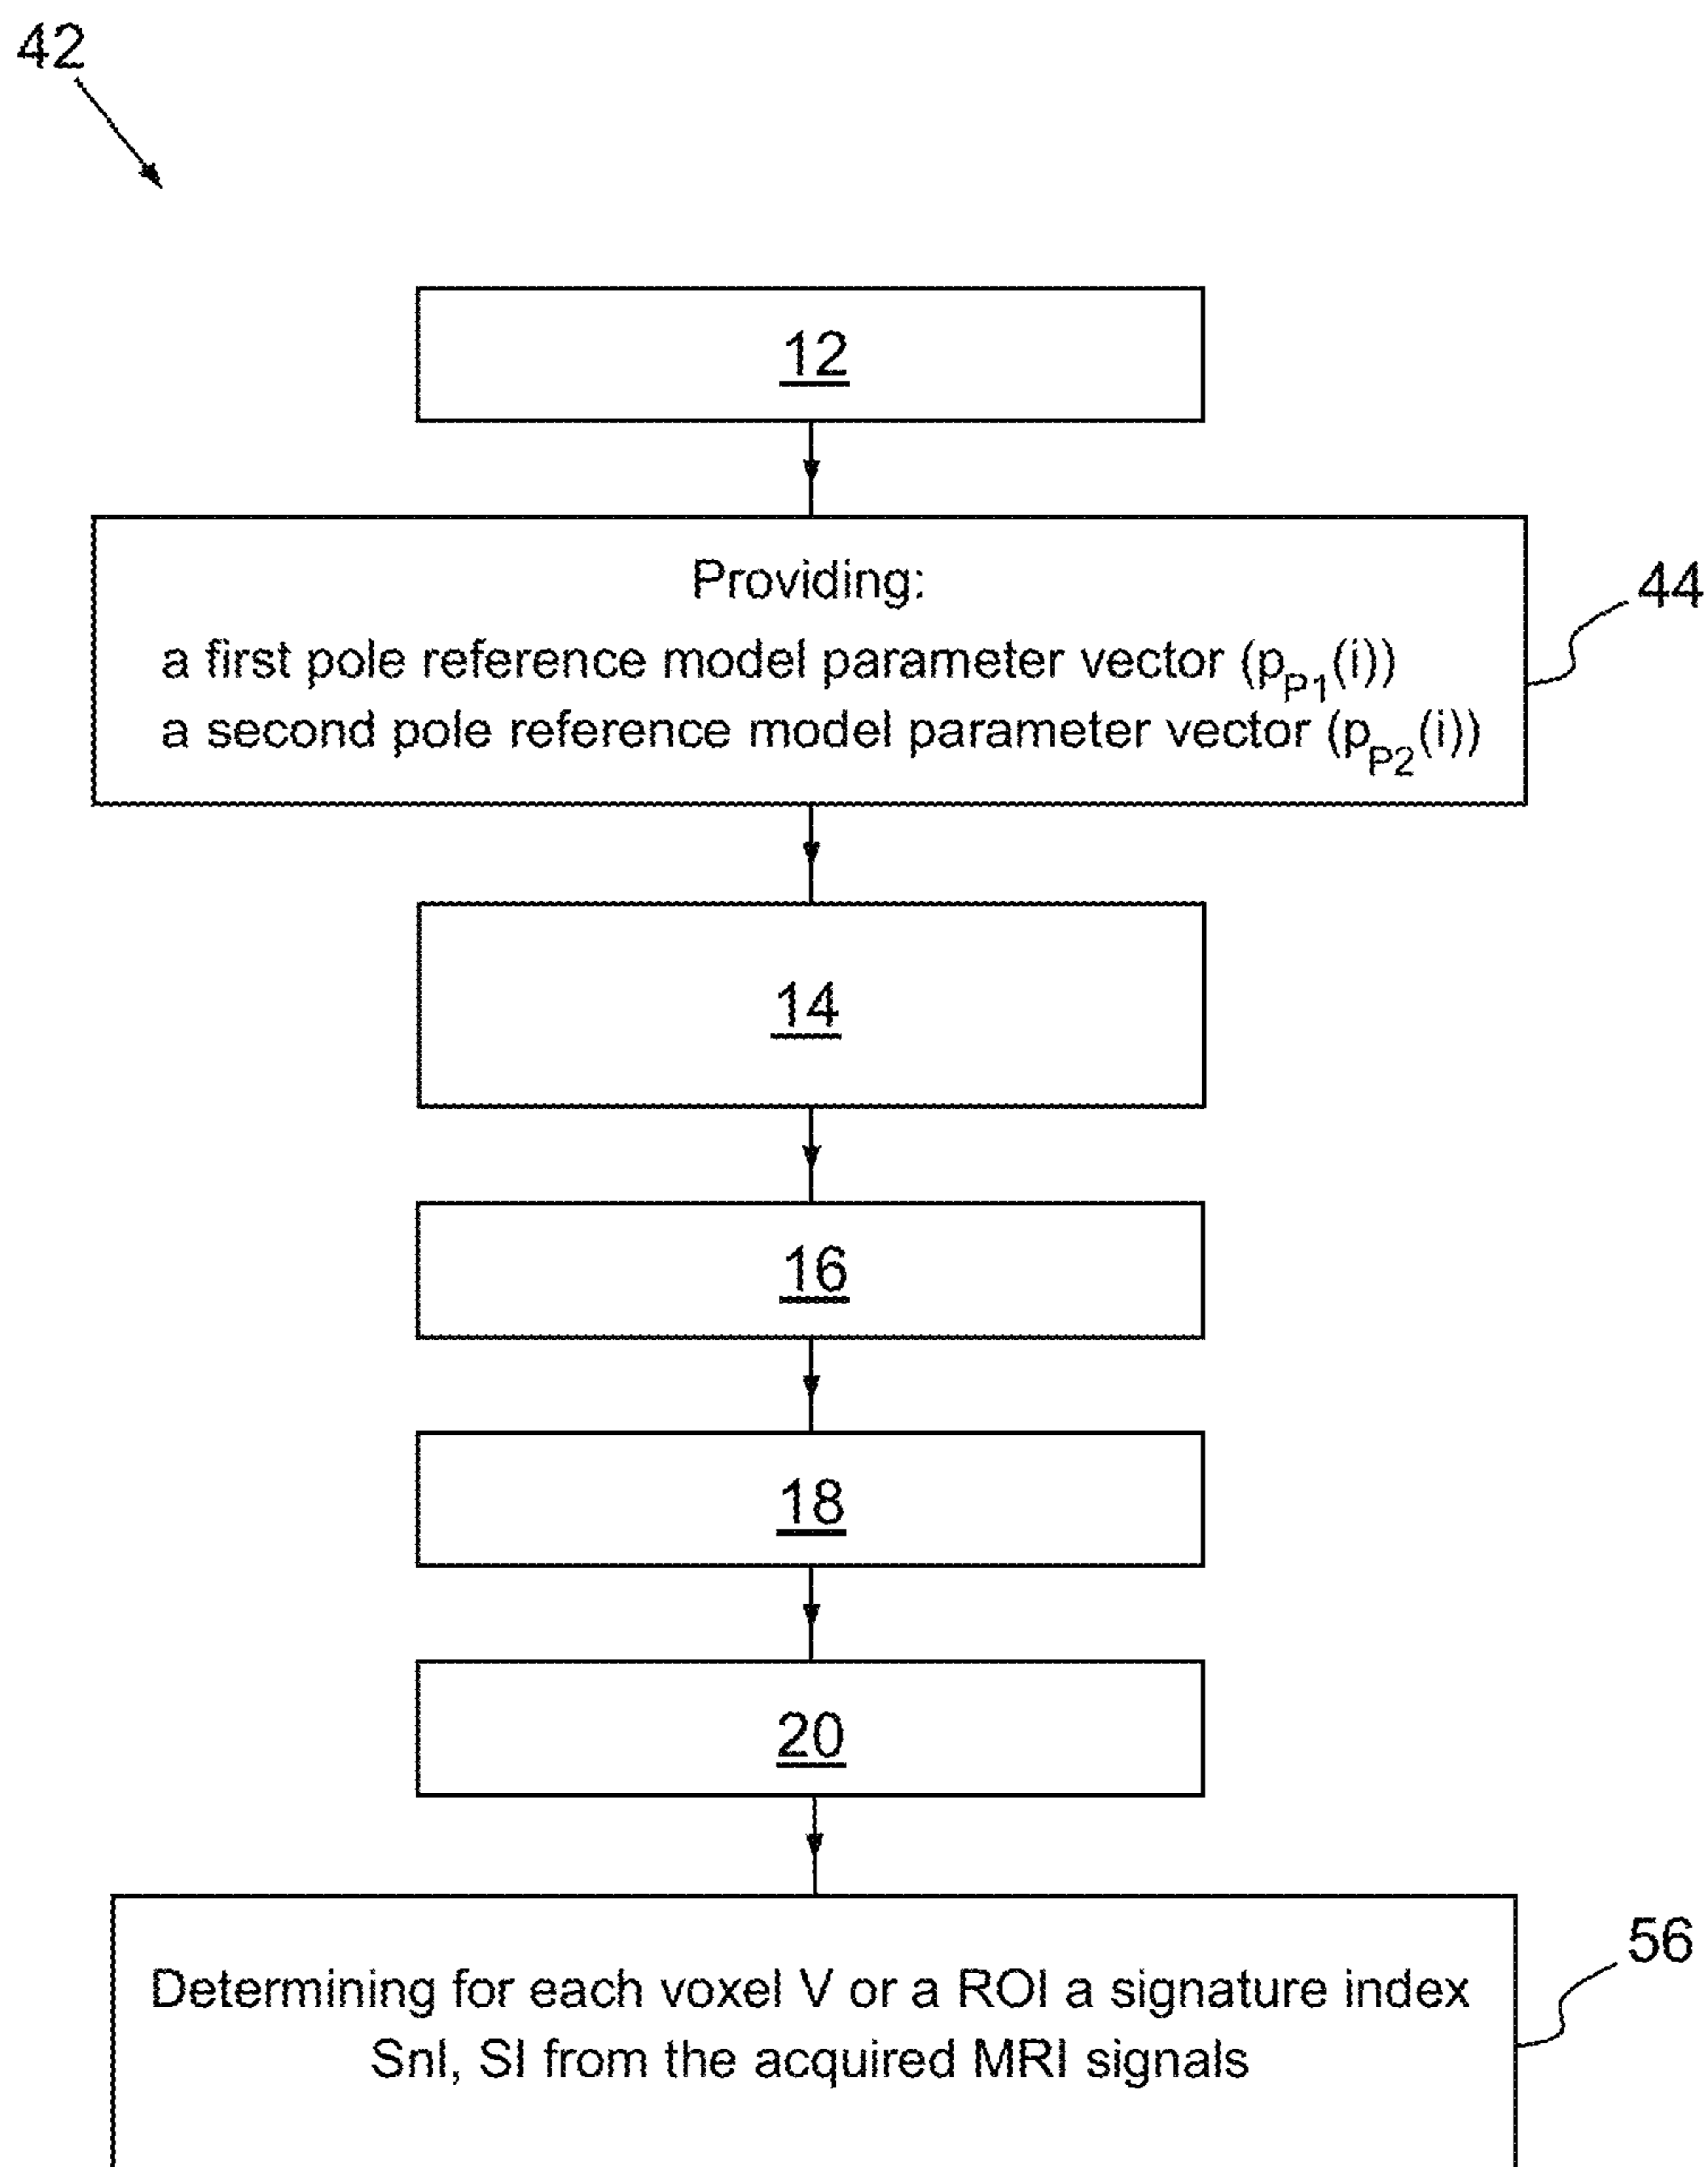 42
12
Providing:
a first pole reference model parameter vector (pP1(i))
a second pole reference model parameter vector (pP2(i))
44
14
16
18
20
Determining for each voxel V or a ROI a signature index
SnI, SI from the acquired MRI signals
56